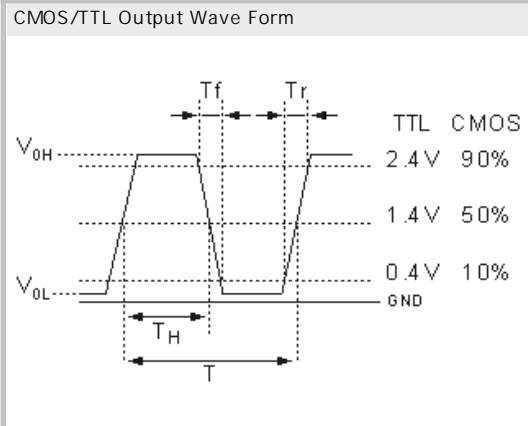 CMOS/TTL Output Wave Form
Tf Tr
TTL CMOS
V0H 2.4V 90%
1.4V 50%
0.4V 10%
V0L GND
TH
T